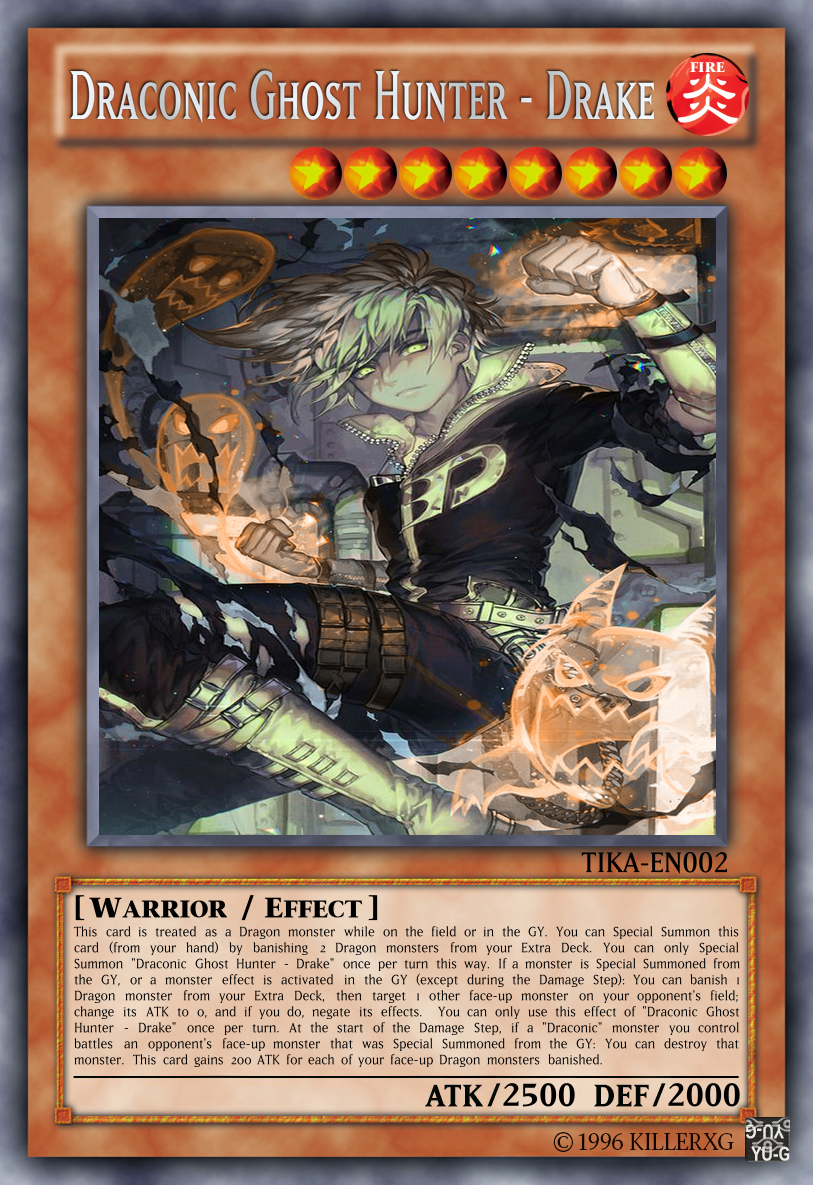 DRACONIC GHOST HUNTER - DRAKE
FIRE
炎
TIKA-EN002
[ WARRIOR / EFFECT ]
This card is treated as a Dragon monster while on the field or in the GY. You can Special Summon this
card (from your hand) by banishing 2 Dragon monsters from your Extra Deck. You can only Special
Summon "Draconic Ghost Hunter - Drake" once per turn this way. If a monster is Special Summoned from
the GY, or a monster effect is activated in the GY (except during the Damage Step): You can banish 1
Dragon monster from your Extra Deck, then target 1 other face-up monster on your opponent's field;
change its ATK to 0, and if you do, negate its effects. You can only use this effect of "Draconic Ghost
Hunter - Drake" once per turn. At the start of the Damage Step, if a "Draconic" monster you control
battles an opponent's face-up monster that was Special Summoned from the GY: You can destroy that
monster. This card gains 200 ATK for each of your face-up Dragon monsters banished.
ATK/2500 DEF/2000
© 1996 KILLERXG
YU-G